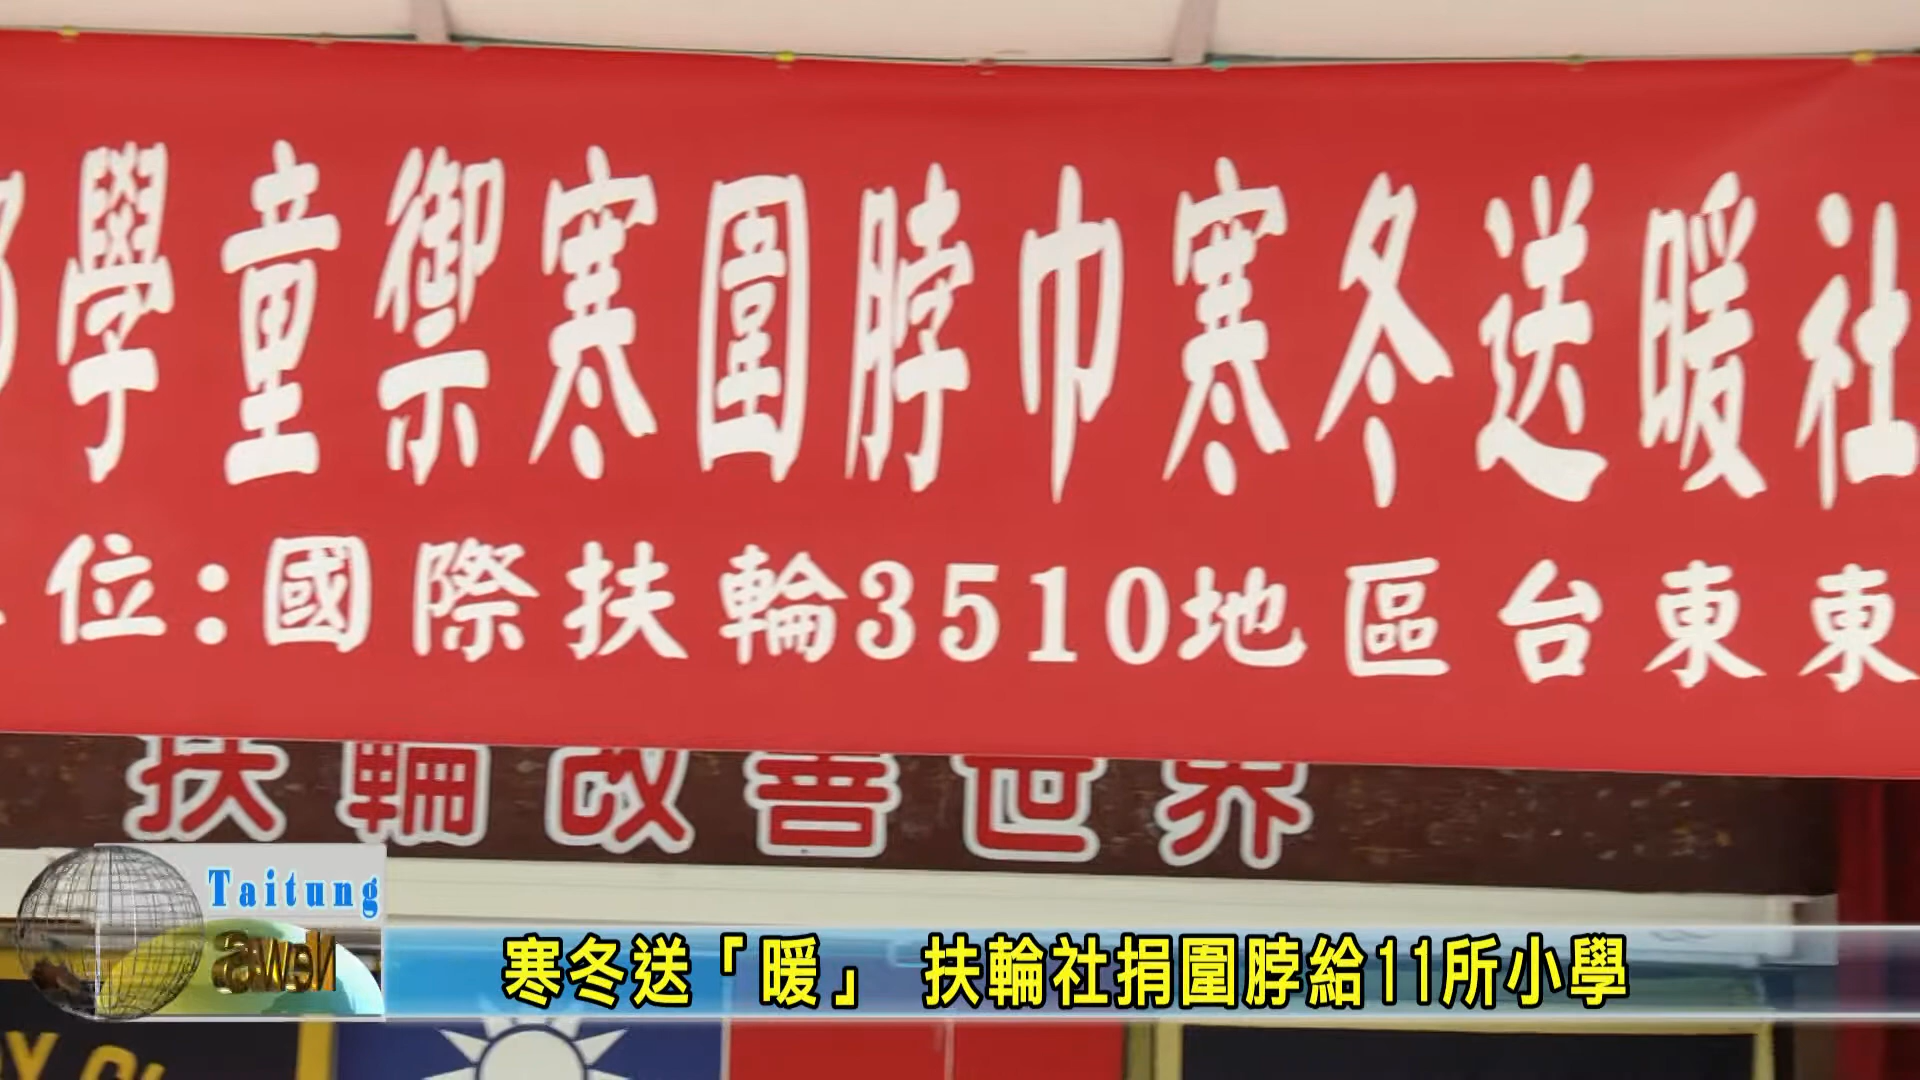 學童禦寒圍脖巾寒冬送暖社
位:國際扶輪3510地區台東東
扶輪改善世界
Taitung
News
寒冬送「暖」 扶輪社捐圍脖給11所小學